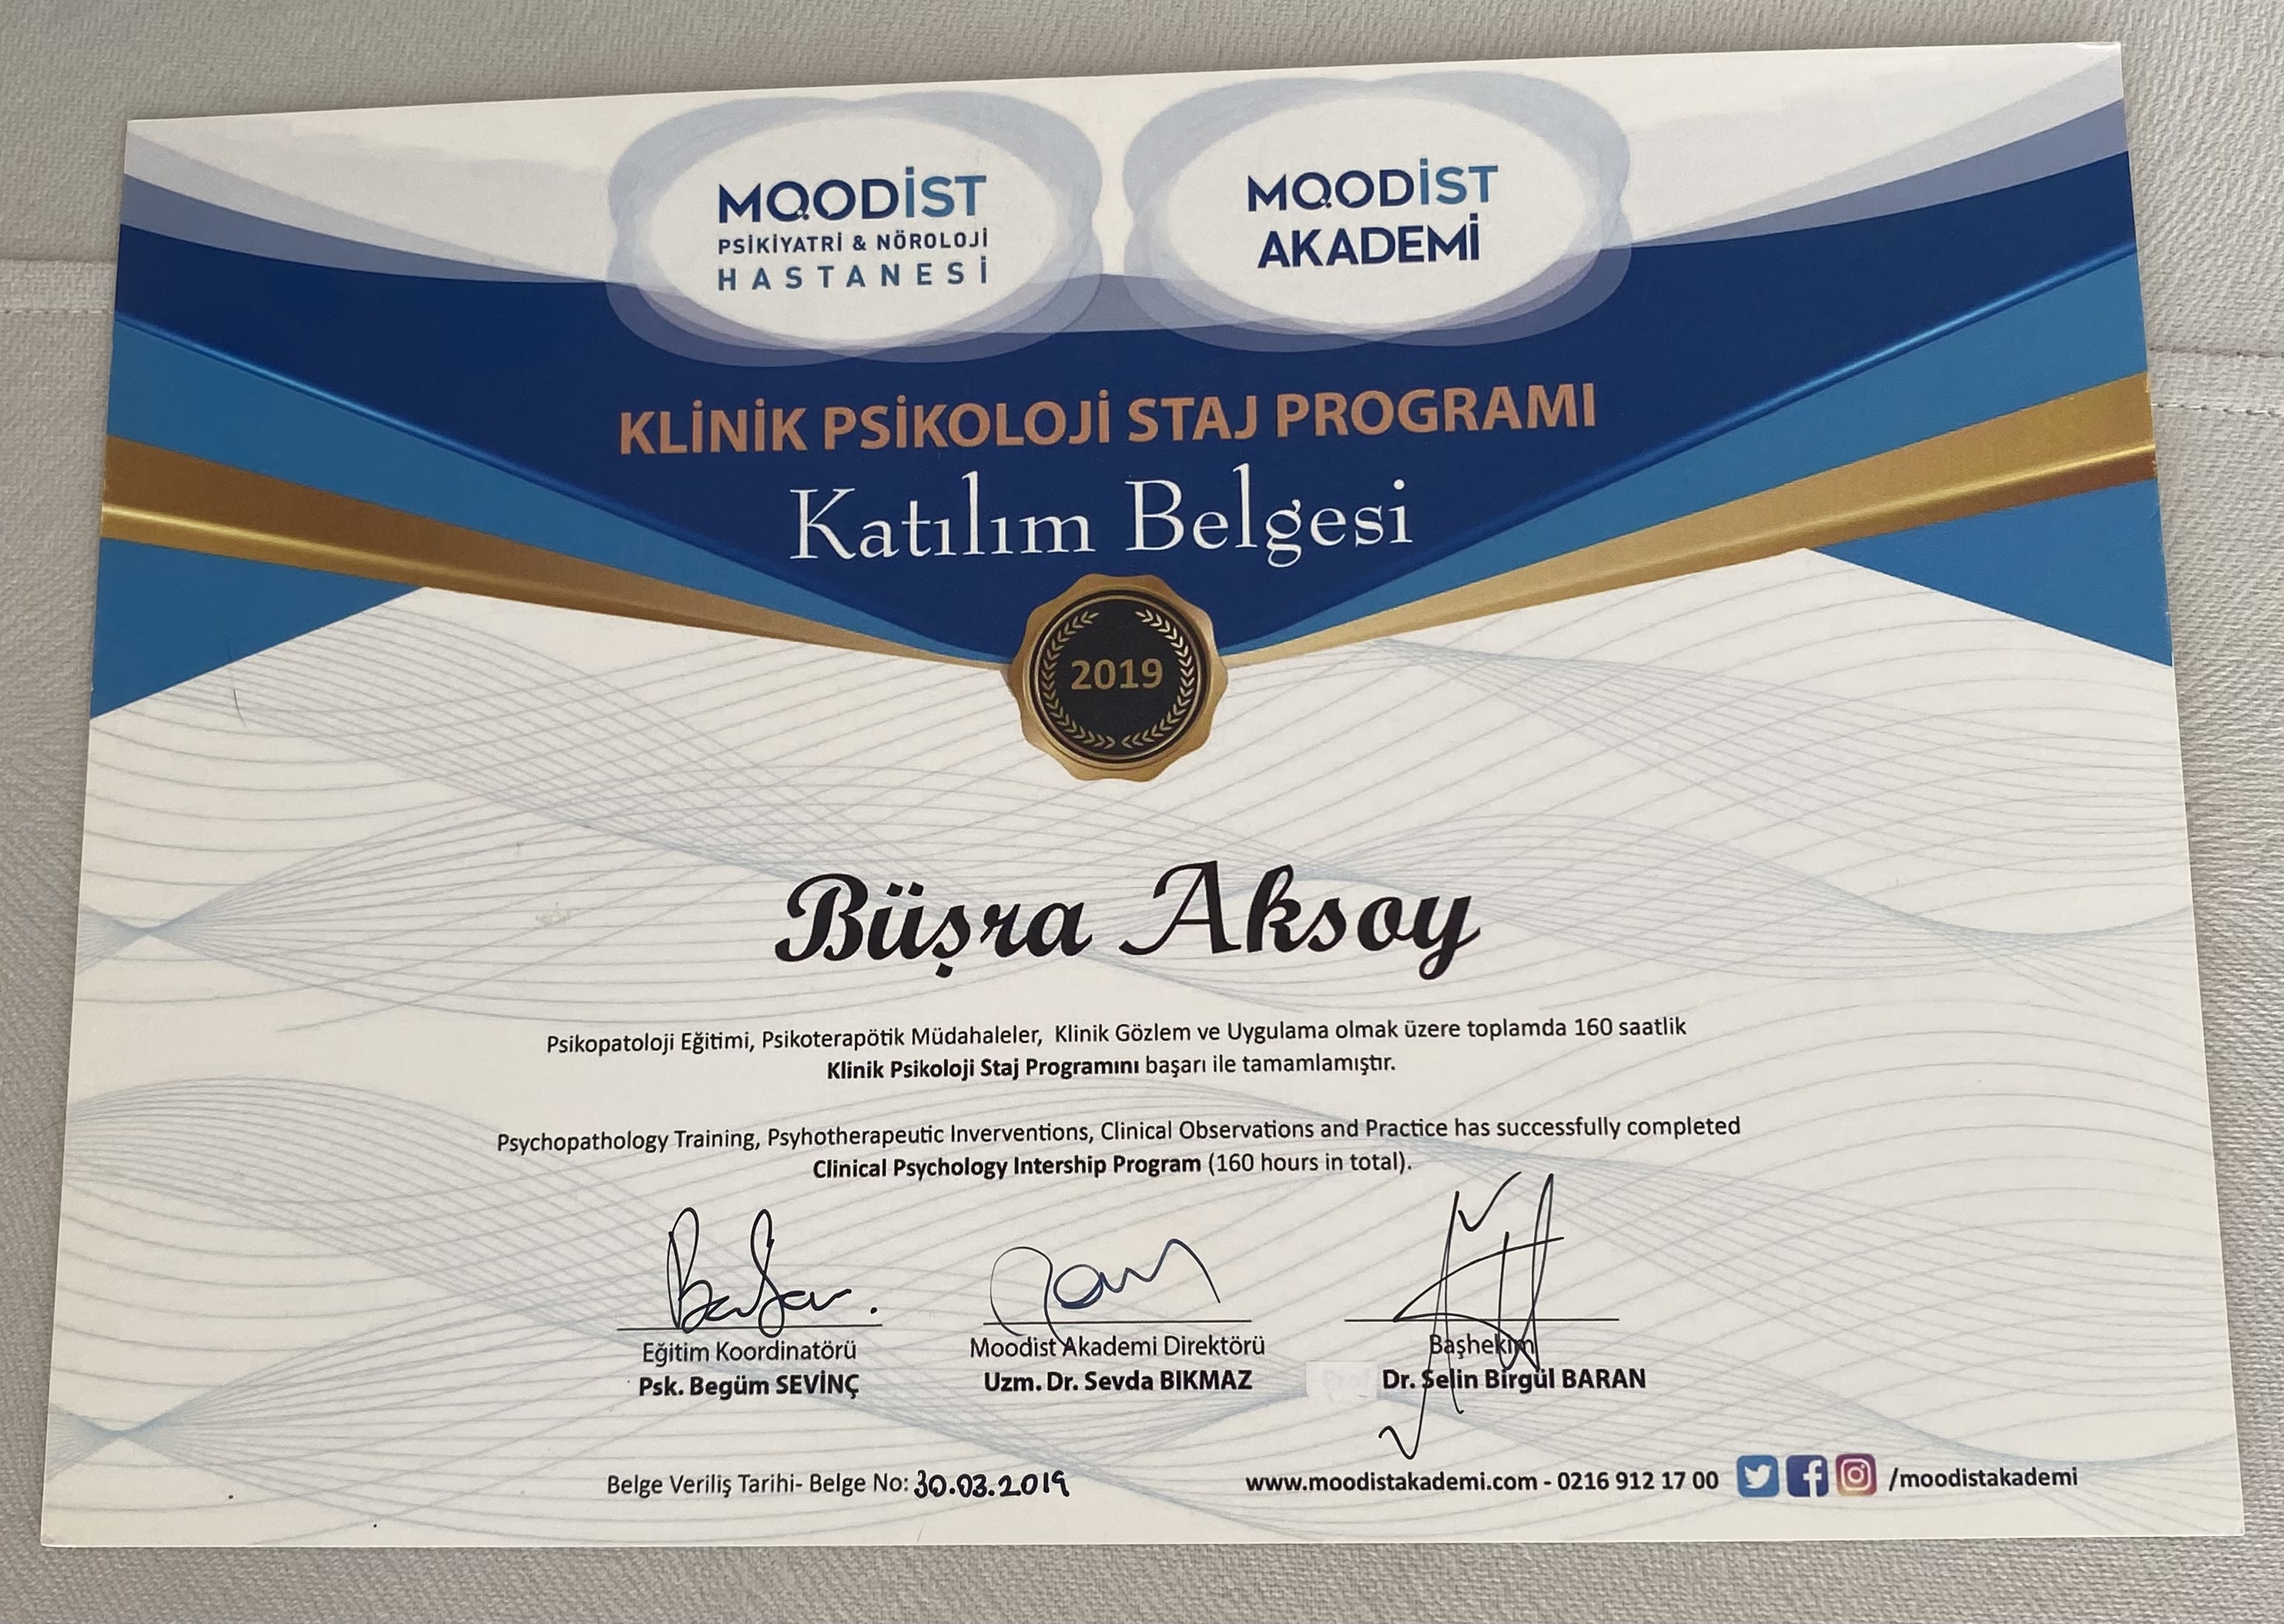 MOODİST
PSİKİYATRİ & NÖROLOJİ
HASTANESİ
MOODİST
AKADEMİ
KLİNİK PSİKOLOJİ STAJ PROGRAMI
Katılım Belgesi
2019
Büşra Aksoy
Psikopatoloji Eğitimi, Psikoterapötik Müdahaleler, Klinik Gözlem ve Uygulama olmak üzere toplamda 160 saatlik
Klinik Psikoloji Staj Programını başarı ile tamamlamıştır.
Psychopathology Training, Psyhotherapeutic Inverventions, Clinical Observations and Practice has successfully completed
Clinical Psychology Intership Program (160 hours in total).
Eğitim Koordinatörü
Psk. Begüm SEVİNÇ
Moodist Akademi Direktörü
Uzm. Dr. Sevda BIKMAZ
Başhekim
Dr. Selin Birgül BARAN
Belge Veriliş Tarihi- Belge No: 30.03.2019
www.moodistakademi.com - 0216 912 17 00 /moodistakademi